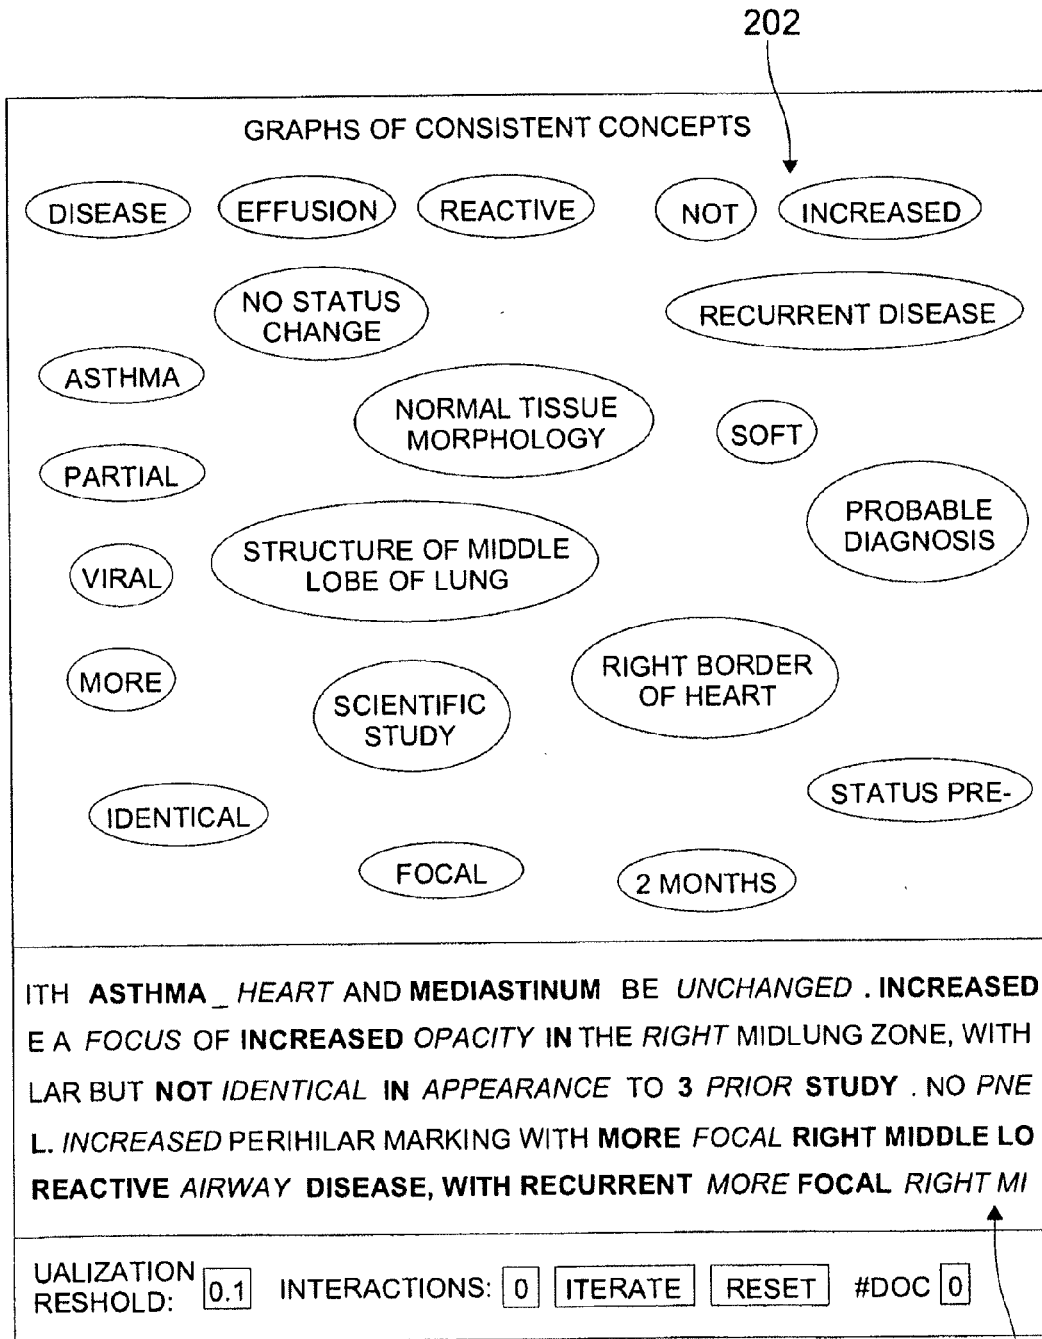 202
GRAPHS OF CONSISTENT CONCEPTS
DISEASE EFFUSION REACTIVE NOT INCREASED
NO STATUS
CHANGE
RECURRENT DISEASE
ASTHMA
NORMAL TISSUE
MORPHOLOGY
SOFT
PARTIAL
PROBABLE
DIAGNOSIS
STRUCTURE OF MIDDLE
LOBE OF LUNG
VIRAL
RIGHT BORDER
OF HEART
MORE
SCIENTIFIC
STUDY
STATUS PRE-
IDENTICAL
FOCAL
2 MONTHS
ITH ASTHMA _ HEART AND MEDIASTINUM BE UNCHANGED . INCREASED
E A FOCUS OF INCREASED OPACITY IN THE RIGHT MIDLUNG ZONE, WITH
LAR BUT NOT IDENTICAL IN APPEARANCE TO 3 PRIOR STUDY . NO PNE
L. INCREASED PERIHILAR MARKING WITH MORE FOCAL RIGHT MIDDLE LO
REACTIVE AIRWAY DISEASE, WITH RECURRENT MORE FOCAL RIGHT MI
UALIZATION
RESHOLD: 0.1 INTERACTIONS: 0 ITERATE RESET #DOC 0